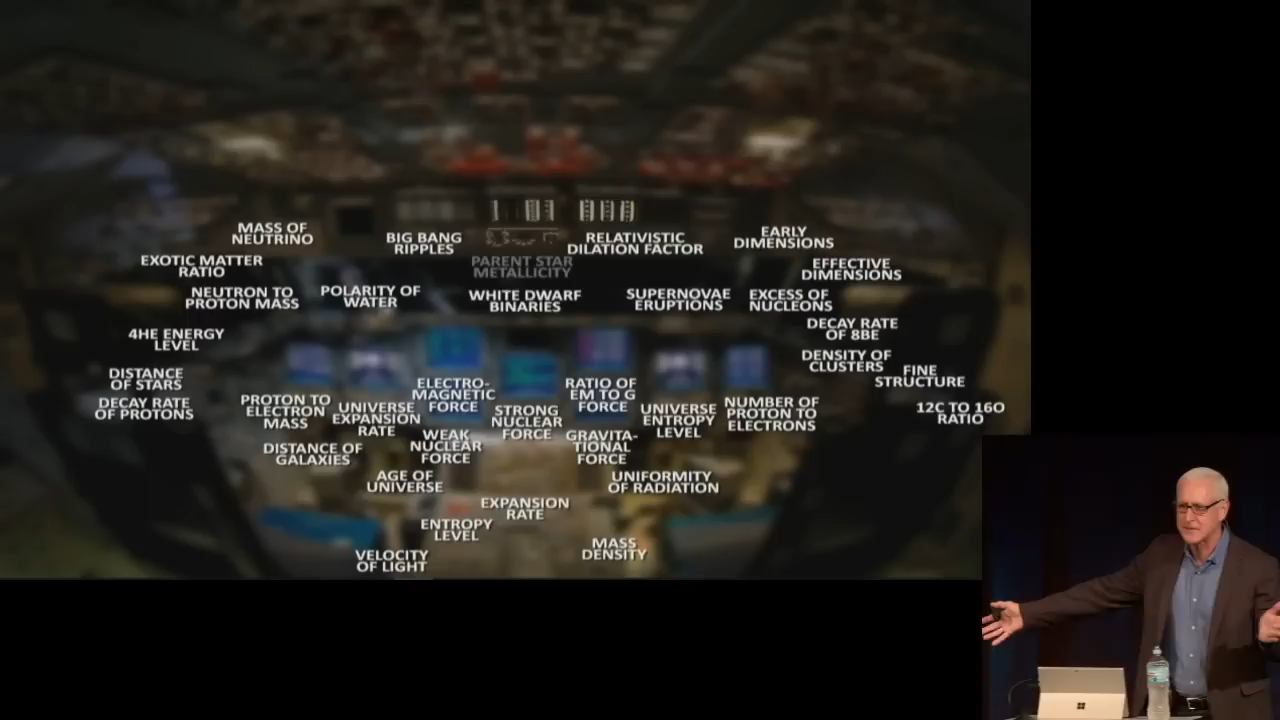 MASS OF
NEUTRINO
BIG BANG
RIPPLES
RELATIVISTIC
DILATION FACTOR
EARLY
DIMENSIONS
EXOTIC MATTER
RATIO
PARENT STAR
METALLICITY
EFFECTIVE
DIMENSIONS
NEUTRON TO
PROTON MASS
POLARITY OF
WATER
WHITE DWARF
BINARIES
SUPERNOVAE
ERUPTIONS
EXCESS OF
NUCLEONS
4HE ENERGY
LEVEL
DECAY RATE
OF 8BE
DENSITY OF
CLUSTERS
DISTANCE
OF STARS
FINE
STRUCTURE
DECAY RATE
OF PROTONS
PROTON TO
ELECTRON
MASS
UNIVERSE
EXPANSION
RATE
ELECTRO-
MAGNETIC
FORCE
STRONG
NUCLEAR
FORCE
RATIO OF
EM TO G
FORCE
UNIVERSE
ENTROPY
LEVEL
NUMBER OF
PROTON TO
ELECTRONS
12C TO 16O
RATIO
DISTANCE OF
GALAXIES
WEAK
NUCLEAR
FORCE
GRAVITA-
TIONAL
FORCE
AGE OF
UNIVERSE
UNIFORMITY
OF RADIATION
EXPANSION
RATE
ENTROPY
LEVEL
VELOCITY
OF LIGHT
MASS
DENSITY